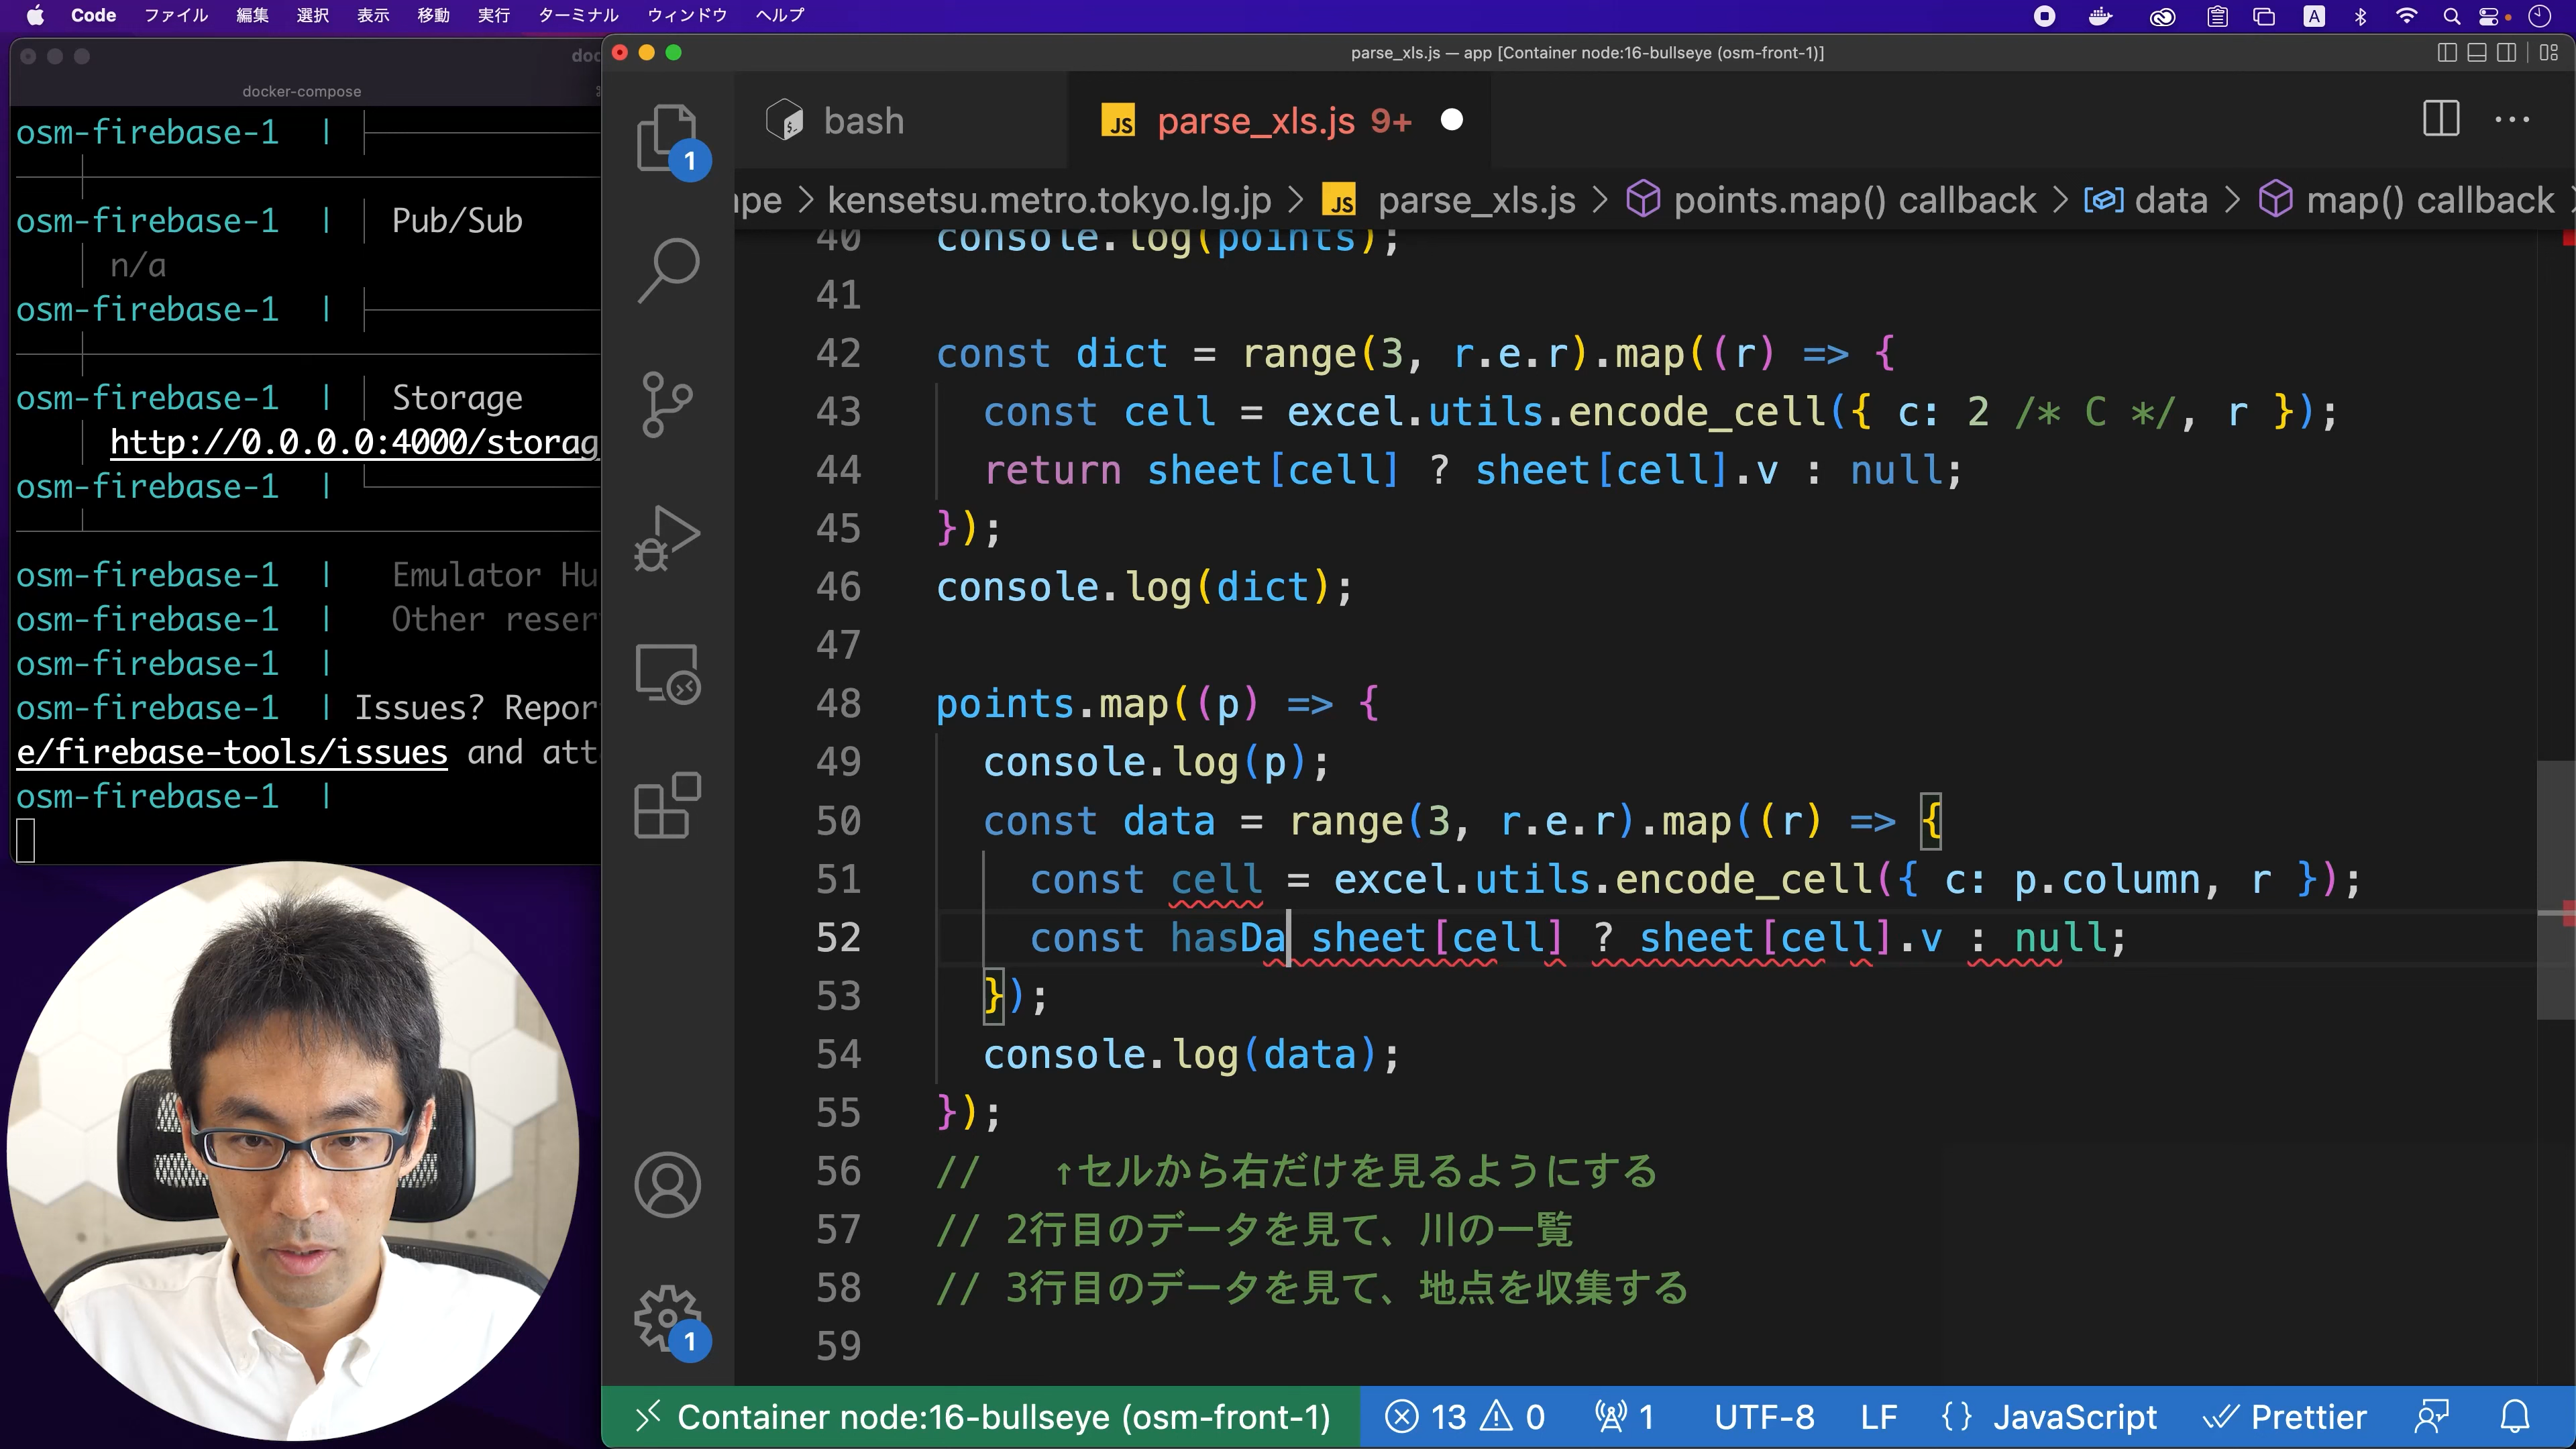 Code ファイル 編集 選択 表示 移動 実行 ターミナル ウィンドウ ヘルプ
A
docker-compose
osm-firebase-1 |
osm-firebase-1 | Pub/Sub
n/a
osm-firebase-1 |
osm-firebase-1 | Storage
http://0.0.0.0:4000/storag
osm-firebase-1 |
osm-firebase-1 | Emulator Hu
osm-firebase-1 | Other reser
osm-firebase-1 |
osm-firebase-1 | Issues? Repor
e/firebase-tools/issues and att
osm-firebase-1 |
parse_xls.js — app [Container node:16-bullseye (osm-front-1)]
1
bash
JS parse_xls.js 9+
kensetsu.metro.tokyo.lg.jp > JS parse_xls.js > points.map() callback > data > map() callback
40 console.log(points);
41
42 const dict = range(3, r.e.r).map((r) => {
43 const cell = excel.utils.encode_cell({ c: 2 /* C */, r });
44 return sheet[cell] ? sheet[cell].v : null;
45 });
46 console.log(dict);
47
48 points.map((p) => {
49 console.log(p);
50 const data = range(3, r.e.r).map((r) => {
51 const cell = excel.utils.encode_cell({ c: p.column, r });
52 const hasDa sheet[cell] ? sheet[cell].v : null;
53 });
54 console.log(data);
55 });
56 // ↑セルから右だけを見るようにする
57 // 2行目のデータを見て、川の一覧
58 // 3行目のデータを見て、地点を収集する
59
1
Container node:16-bullseye (osm-front-1) 13 0 1 UTF-8 LF {} JavaScript Prettier